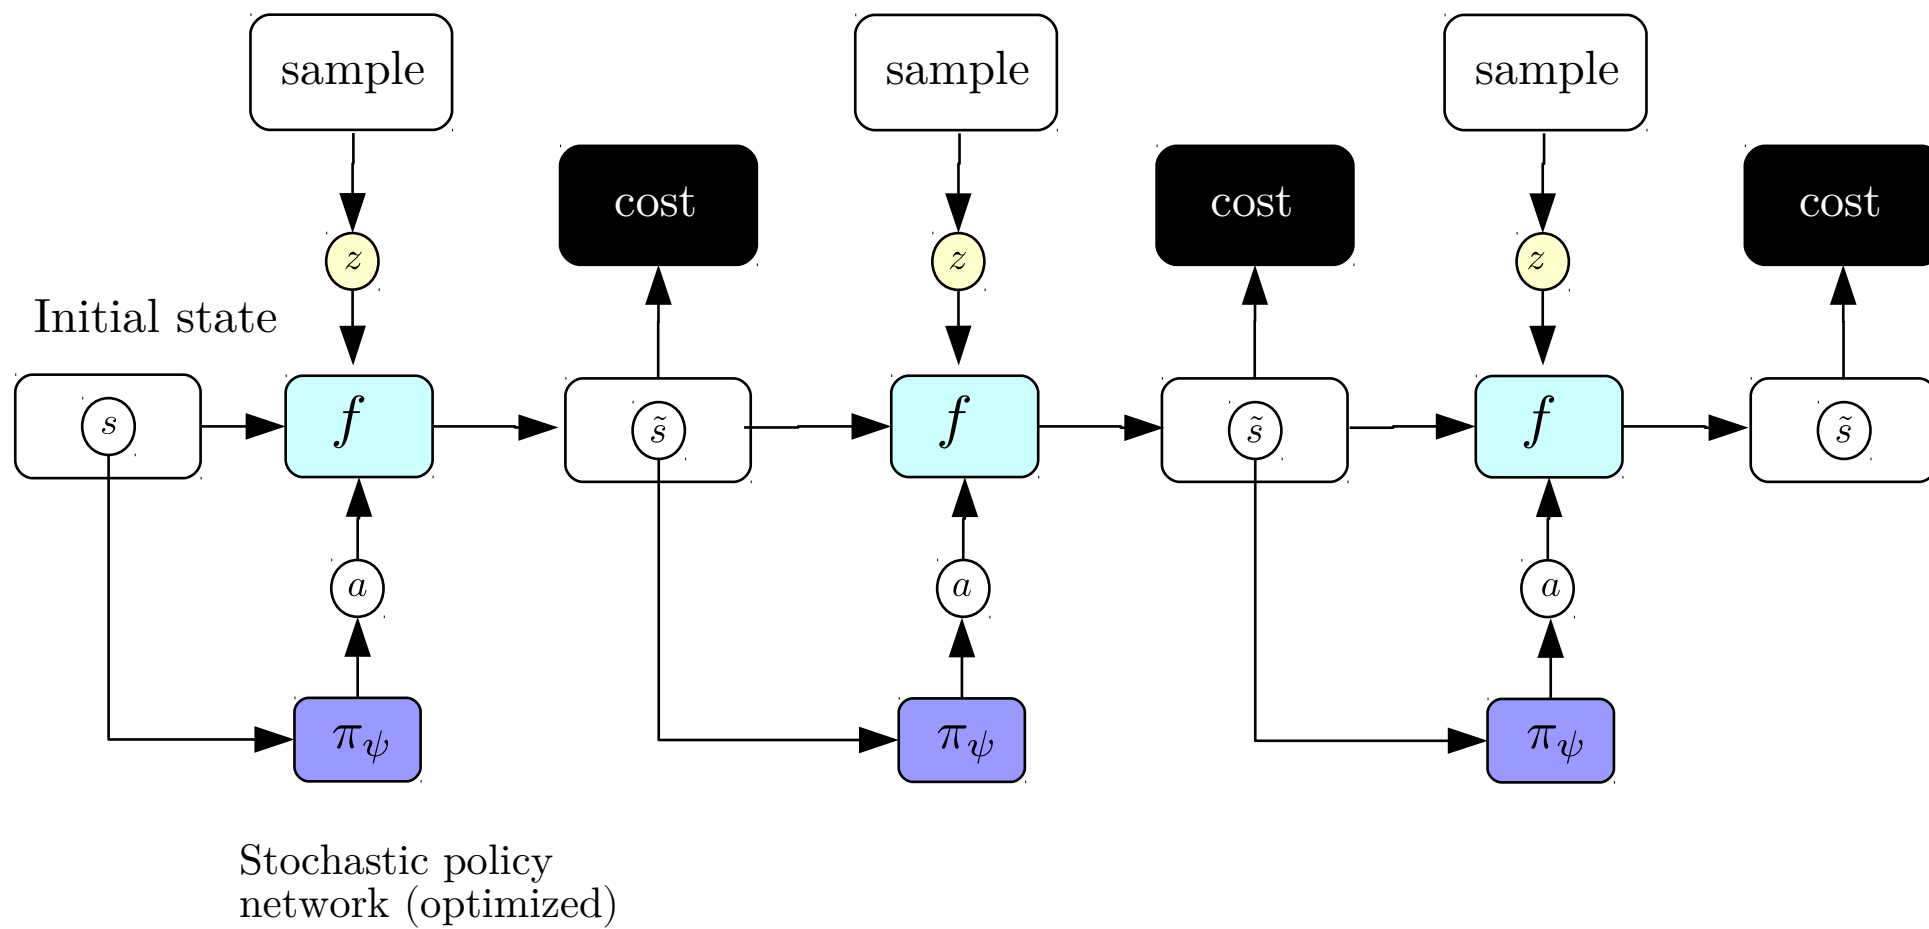 sample sample sample
cost cost cost
z z z
Initial state
s f s̃ f s̃ f s̃
a a a
π_ψ π_ψ π_ψ
Stochastic policy
network (optimized)